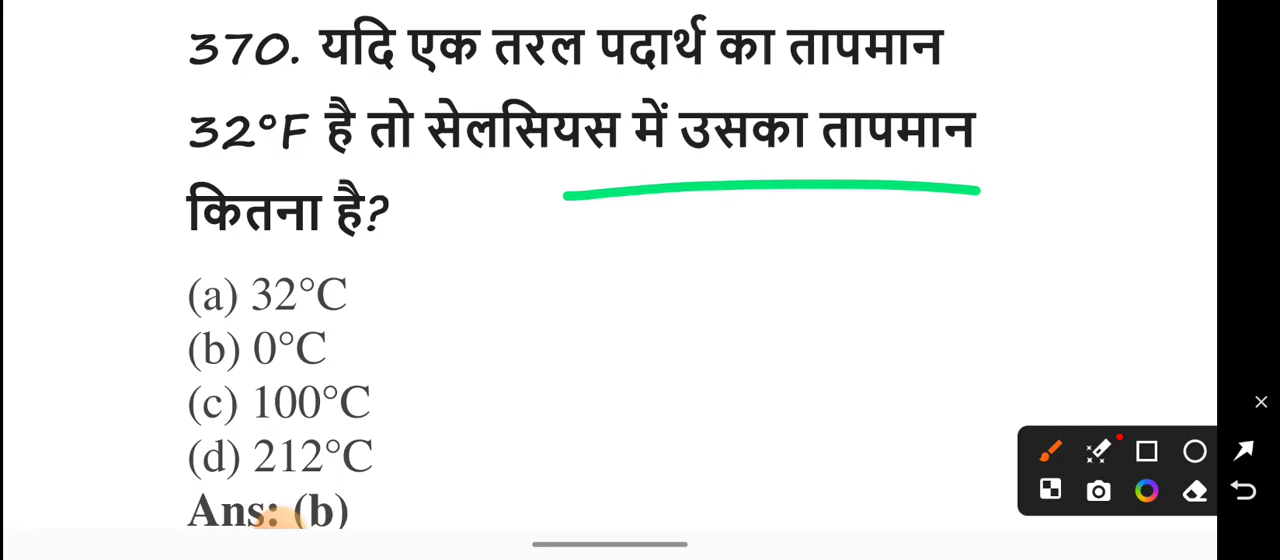 370. यदि एक तरल पदार्थ का तापमान
32°F है तो सेलसियस में उसका तापमान
कितना है?
(a) 32°C
(b) 0°C
(c) 100°C
(d) 212°C
Ans: (b)